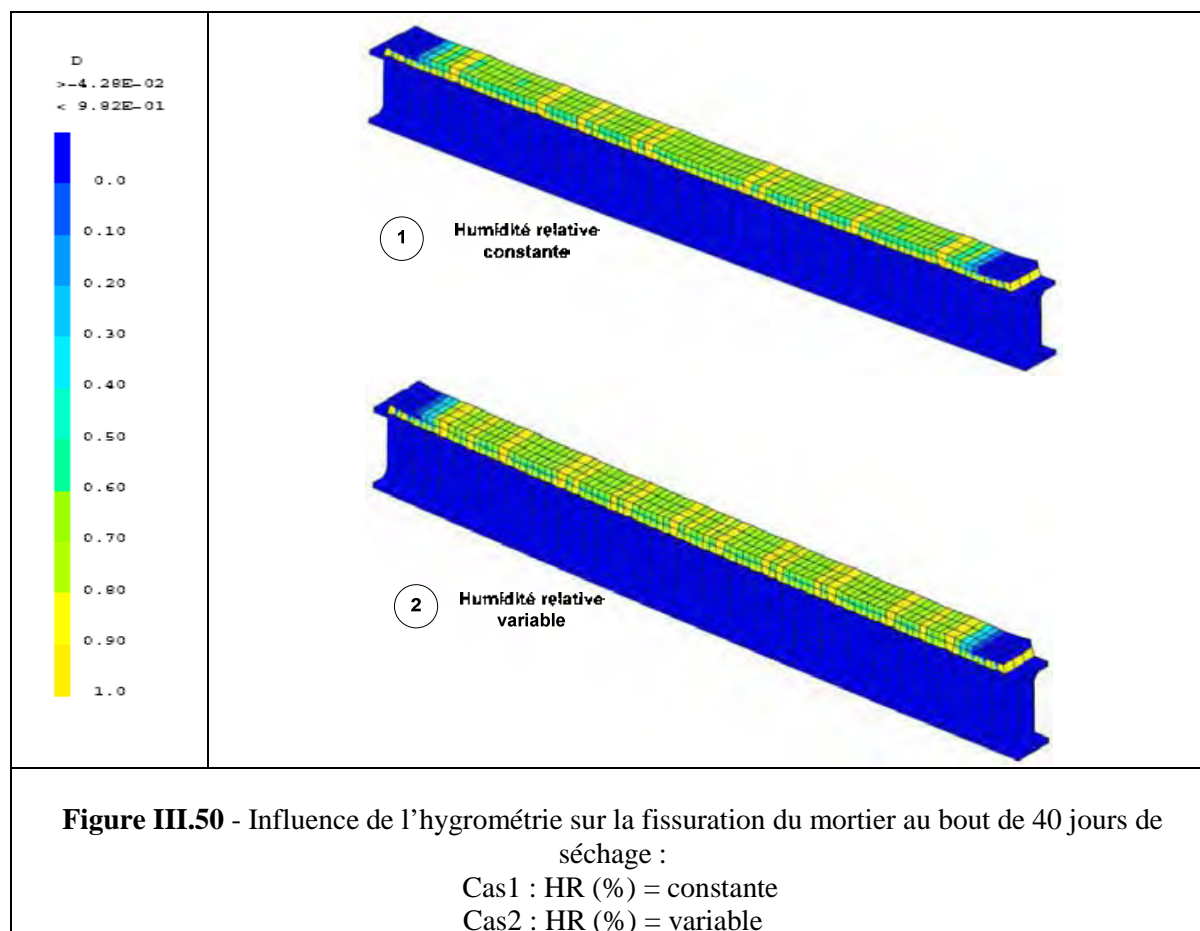 D
>-4.28E-02
< 9.82E-01
0.0
0.10
0.20
0.30
0.40
0.50
0.60
0.70
0.80
0.90
1.0
1
Humidité relative
constante
2
Humidité relative
variable
Figure III.50 - Influence de l’hygrométrie sur la fissuration du mortier au bout de 40 jours de
séchage :
Cas1 : HR (%) = constante
Cas2 : HR (%) = variable